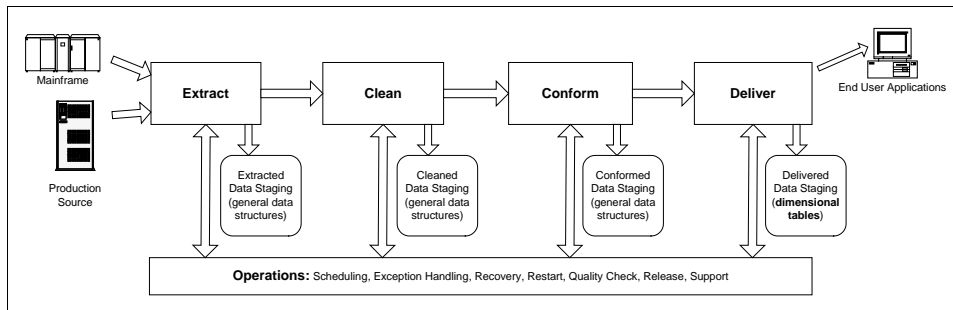 Mainframe
Production
Source
Extract
Clean
Conform
Deliver
End User Applications
Extracted
Data Staging
(general data
structures)
Cleaned
Data Staging
(general data
structures)
Conformed
Data Staging
(general data
structures)
Delivered
Data Staging
(dimensional
tables)
Operations: Scheduling, Exception Handling, Recovery, Restart, Quality Check, Release, Support